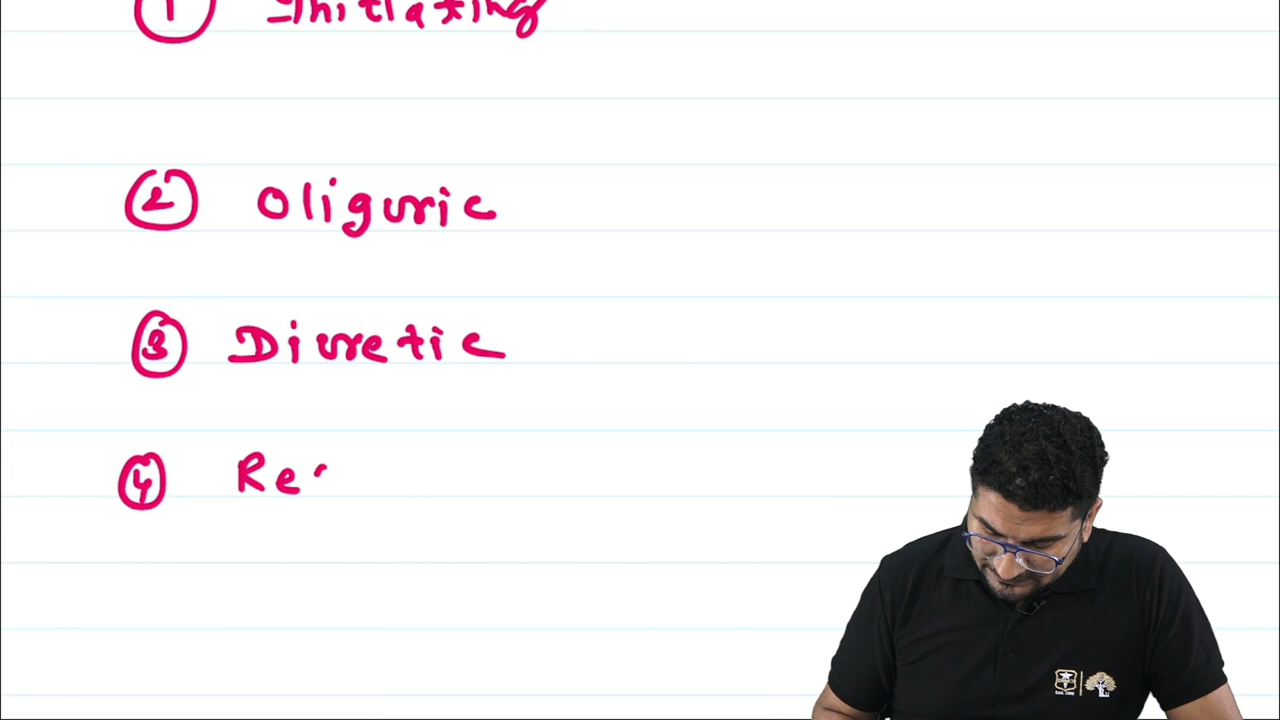 ① Initiating
② Oliguric
③ Diuretic
④ Re